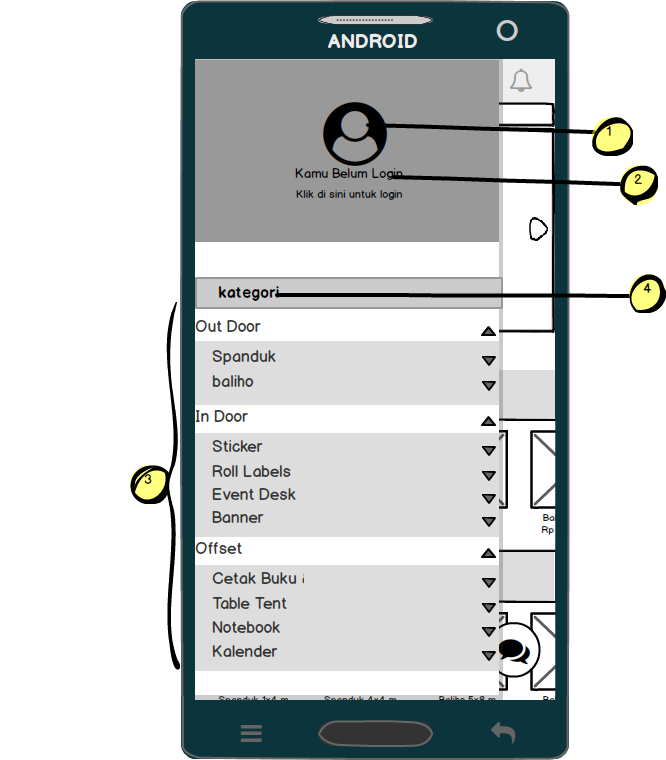 ANDROID
1
Kamu Belum Login
2
Klik di sini untuk login
kategori
4
Out Door
Spanduk
baliho
In Door
Sticker
Roll Labels
3
Event Desk
Banner
Bal
Rp
Offset
Cetak Buku
Table Tent
Notebook
Kalender
Spanduk 1x4 m Spanduk 4x4 m Baliho 5x8 m